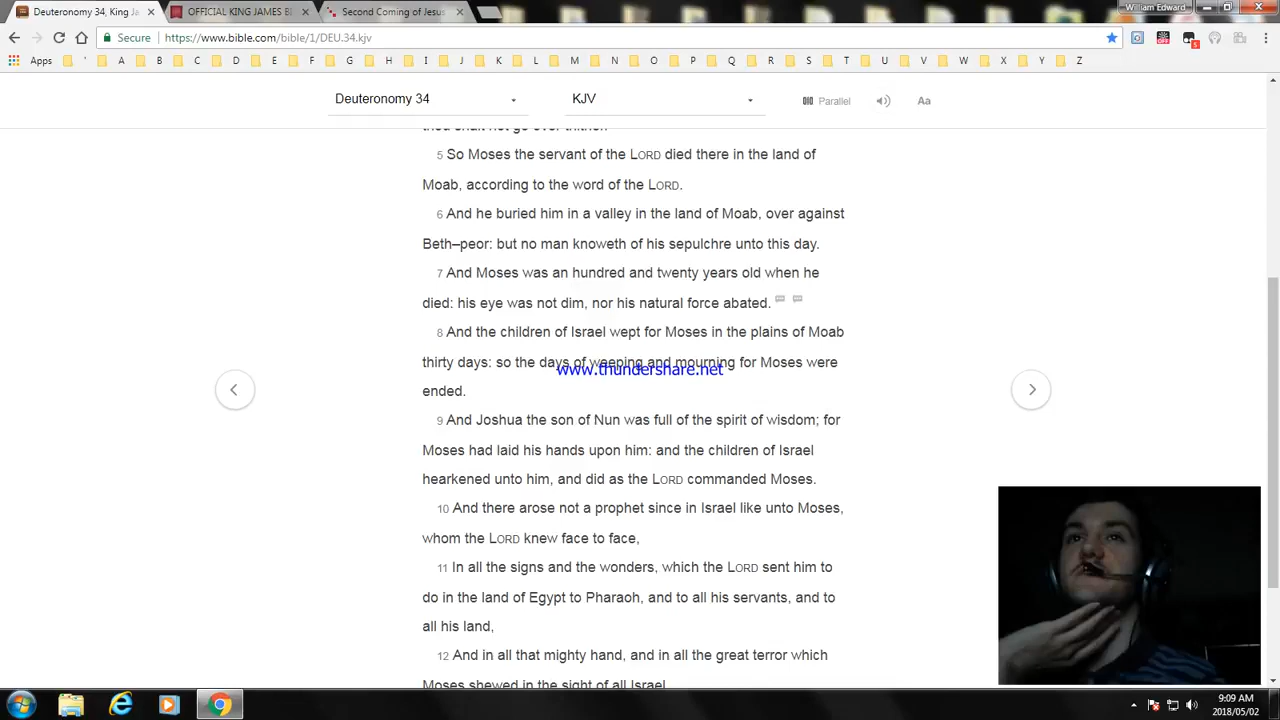 Deuteronomy 34, King Ja
OFFICIAL KING JAMES BI
Second Coming of Jesus
William Edward
Secure
https://www.bible.com/bible/1/DEU.34.kjv
Apps ' A B C D E F G H I J K L M N O P Q R S T U V W X Y Z
Deuteronomy 34
KJV
Parallel
Aa
5 So Moses the servant of the LORD died there in the land of
Moab, according to the word of the LORD.
6 And he buried him in a valley in the land of Moab, over against
Beth–peor: but no man knoweth of his sepulchre unto this day.
7 And Moses was an hundred and twenty years old when he
died: his eye was not dim, nor his natural force abated.
8 And the children of Israel wept for Moses in the plains of Moab
thirty days: so the days of weeping and mourning for Moses were
www.thundershare.net
ended.
9 And Joshua the son of Nun was full of the spirit of wisdom; for
Moses had laid his hands upon him: and the children of Israel
hearkened unto him, and did as the LORD commanded Moses.
10 And there arose not a prophet since in Israel like unto Moses,
whom the LORD knew face to face,
11 In all the signs and the wonders, which the LORD sent him to
do in the land of Egypt to Pharaoh, and to all his servants, and to
all his land,
12 And in all that mighty hand, and in all the great terror which
Moses shewed in the sight of all Israel
9:09 AM
2018/05/02